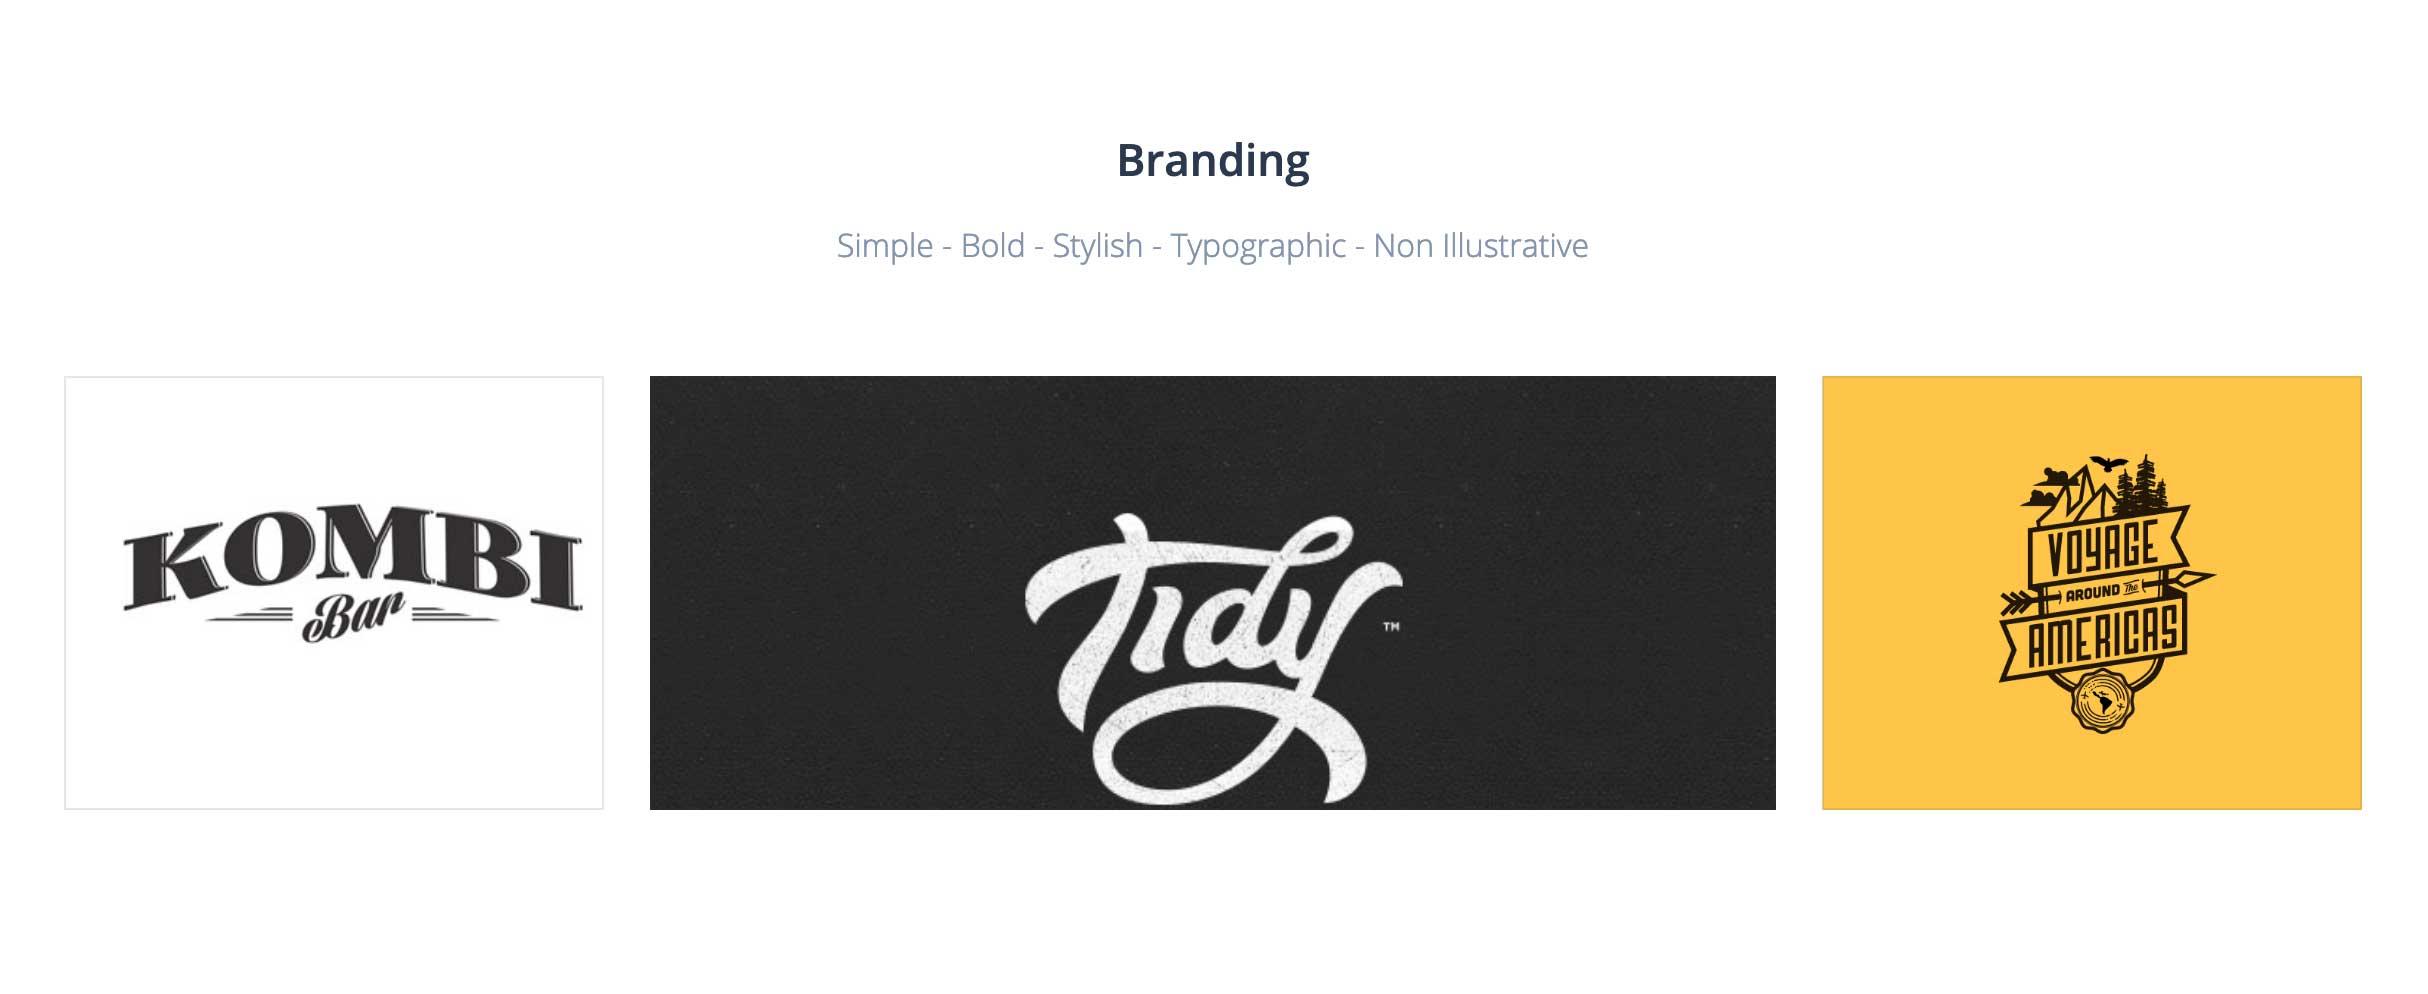 Branding
Simple - Bold - Stylish - Typographic - Non Illustrative
KOMBI
Bar
Tidy
TM
VOYAGE
AROUND The
AMERICAS